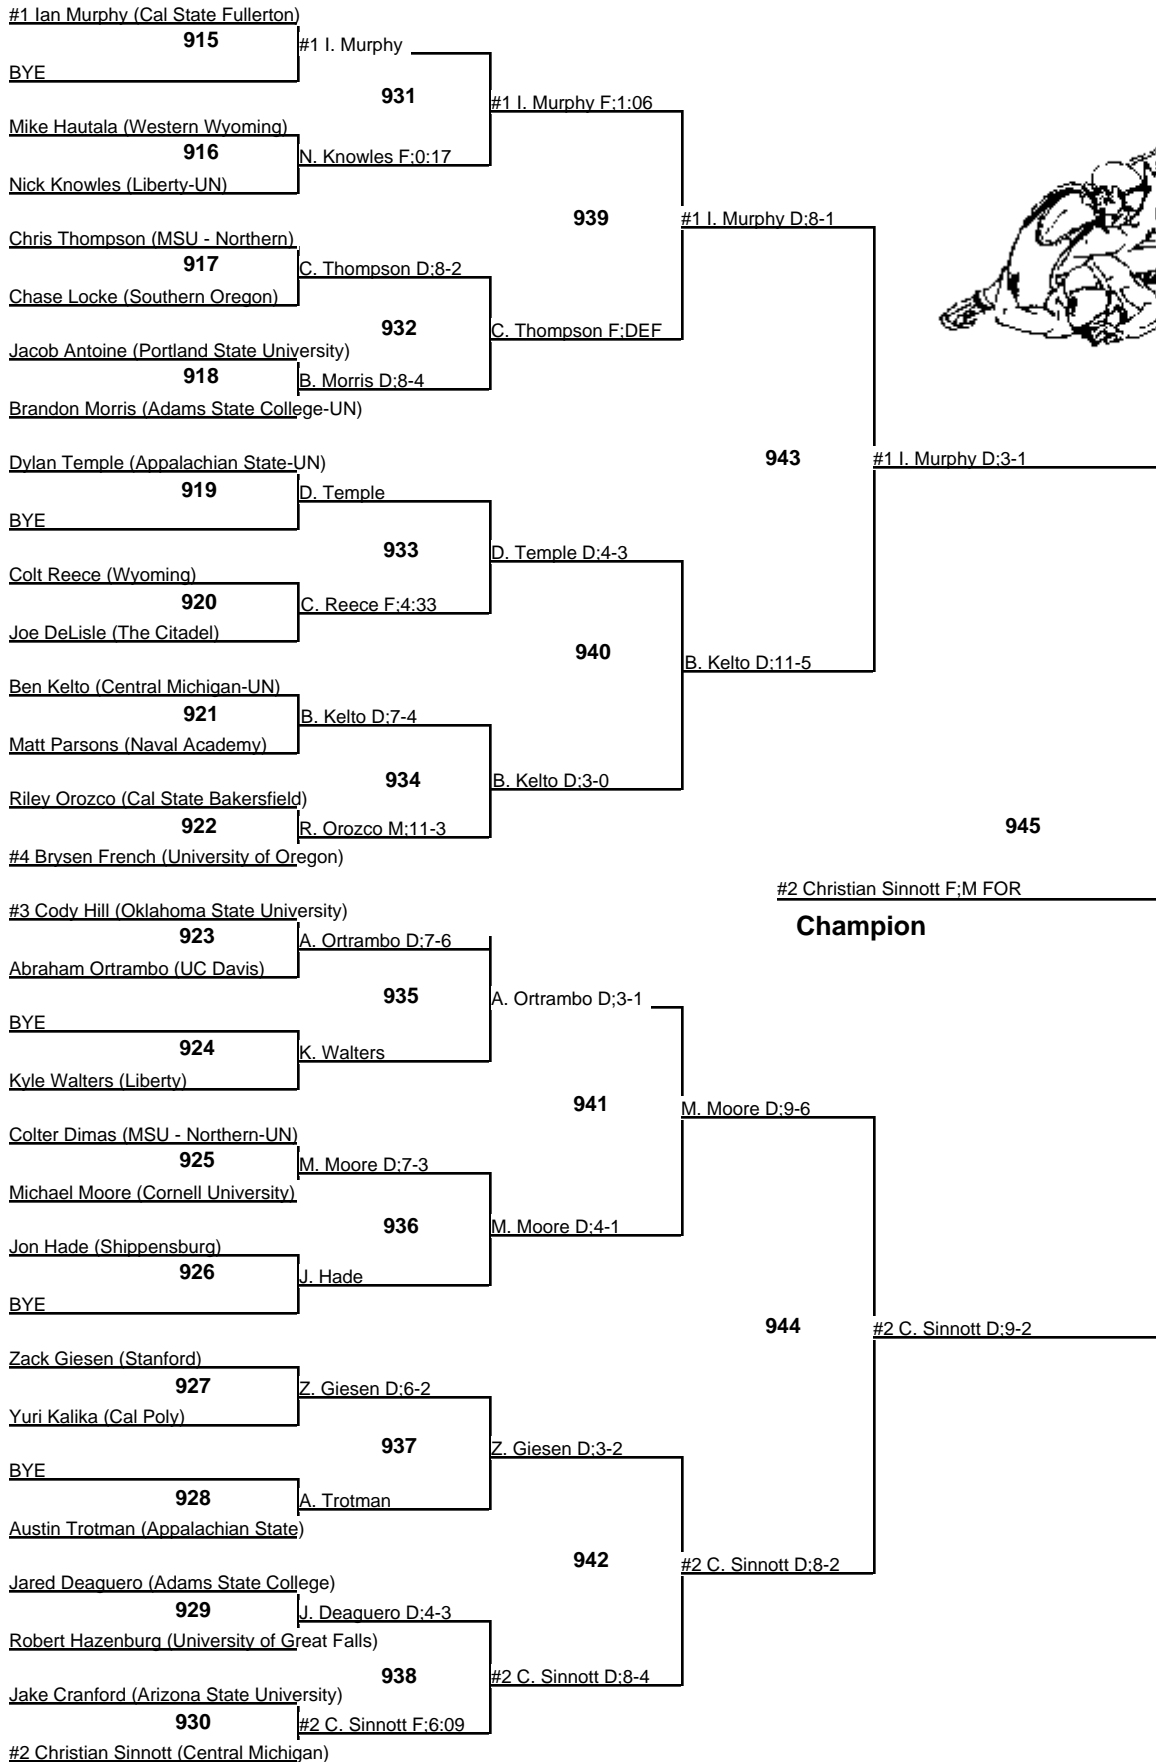 #1 Ian Murphy (Cal State Fullerton)
915
#1 I. Murphy
BYE
931
#1 I. Murphy F;1:06
Mike Hautala (Western Wyoming)
916
N. Knowles F;0:17
Nick Knowles (Liberty-UN)
939
#1 I. Murphy D;8-1
Chris Thompson (MSU - Northern)
917
C. Thompson D;8-2
Chase Locke (Southern Oregon)
932
C. Thompson F;DEF
Jacob Antoine (Portland State University)
918
B. Morris D;8-4
Brandon Morris (Adams State College-UN)
943
#1 I. Murphy D;3-1
Dylan Temple (Appalachian State-UN)
919
D. Temple
BYE
933
D. Temple D;4-3
Colt Reece (Wyoming)
920
C. Reece F;4:33
Joe DeLisle (The Citadel)
940
B. Kelto D;11-5
Ben Kelto (Central Michigan-UN)
921
B. Kelto D;7-4
Matt Parsons (Naval Academy)
934
B. Kelto D;3-0
Riley Orozco (Cal State Bakersfield)
922
R. Orozco M;11-3
#4 Brysen French (University of Oregon)
945
#2 Christian Sinnott F;M FOR
Champion
#3 Cody Hill (Oklahoma State University)
923
A. Ortrambo D;7-6
Abraham Ortrambo (UC Davis)
935
A. Ortrambo D;3-1
BYE
924
K. Walters
Kyle Walters (Liberty)
941
M. Moore D;9-6
Colter Dimas (MSU - Northern-UN)
925
M. Moore D;7-3
Michael Moore (Cornell University)
936
M. Moore D;4-1
Jon Hade (Shippensburg)
926
J. Hade
BYE
944
#2 C. Sinnott D;9-2
Zack Giesen (Stanford)
927
Z. Giesen D;6-2
Yuri Kalika (Cal Poly)
937
Z. Giesen D;3-2
BYE
928
A. Trotman
Austin Trotman (Appalachian State)
942
#2 C. Sinnott D;8-2
Jared Deaguero (Adams State College)
929
J. Deaguero D;4-3
Robert Hazenburg (University of Great Falls)
938
#2 C. Sinnott D;8-4
Jake Cranford (Arizona State University)
930
#2 C. Sinnott F;6:09
#2 Christian Sinnott (Central Michigan)